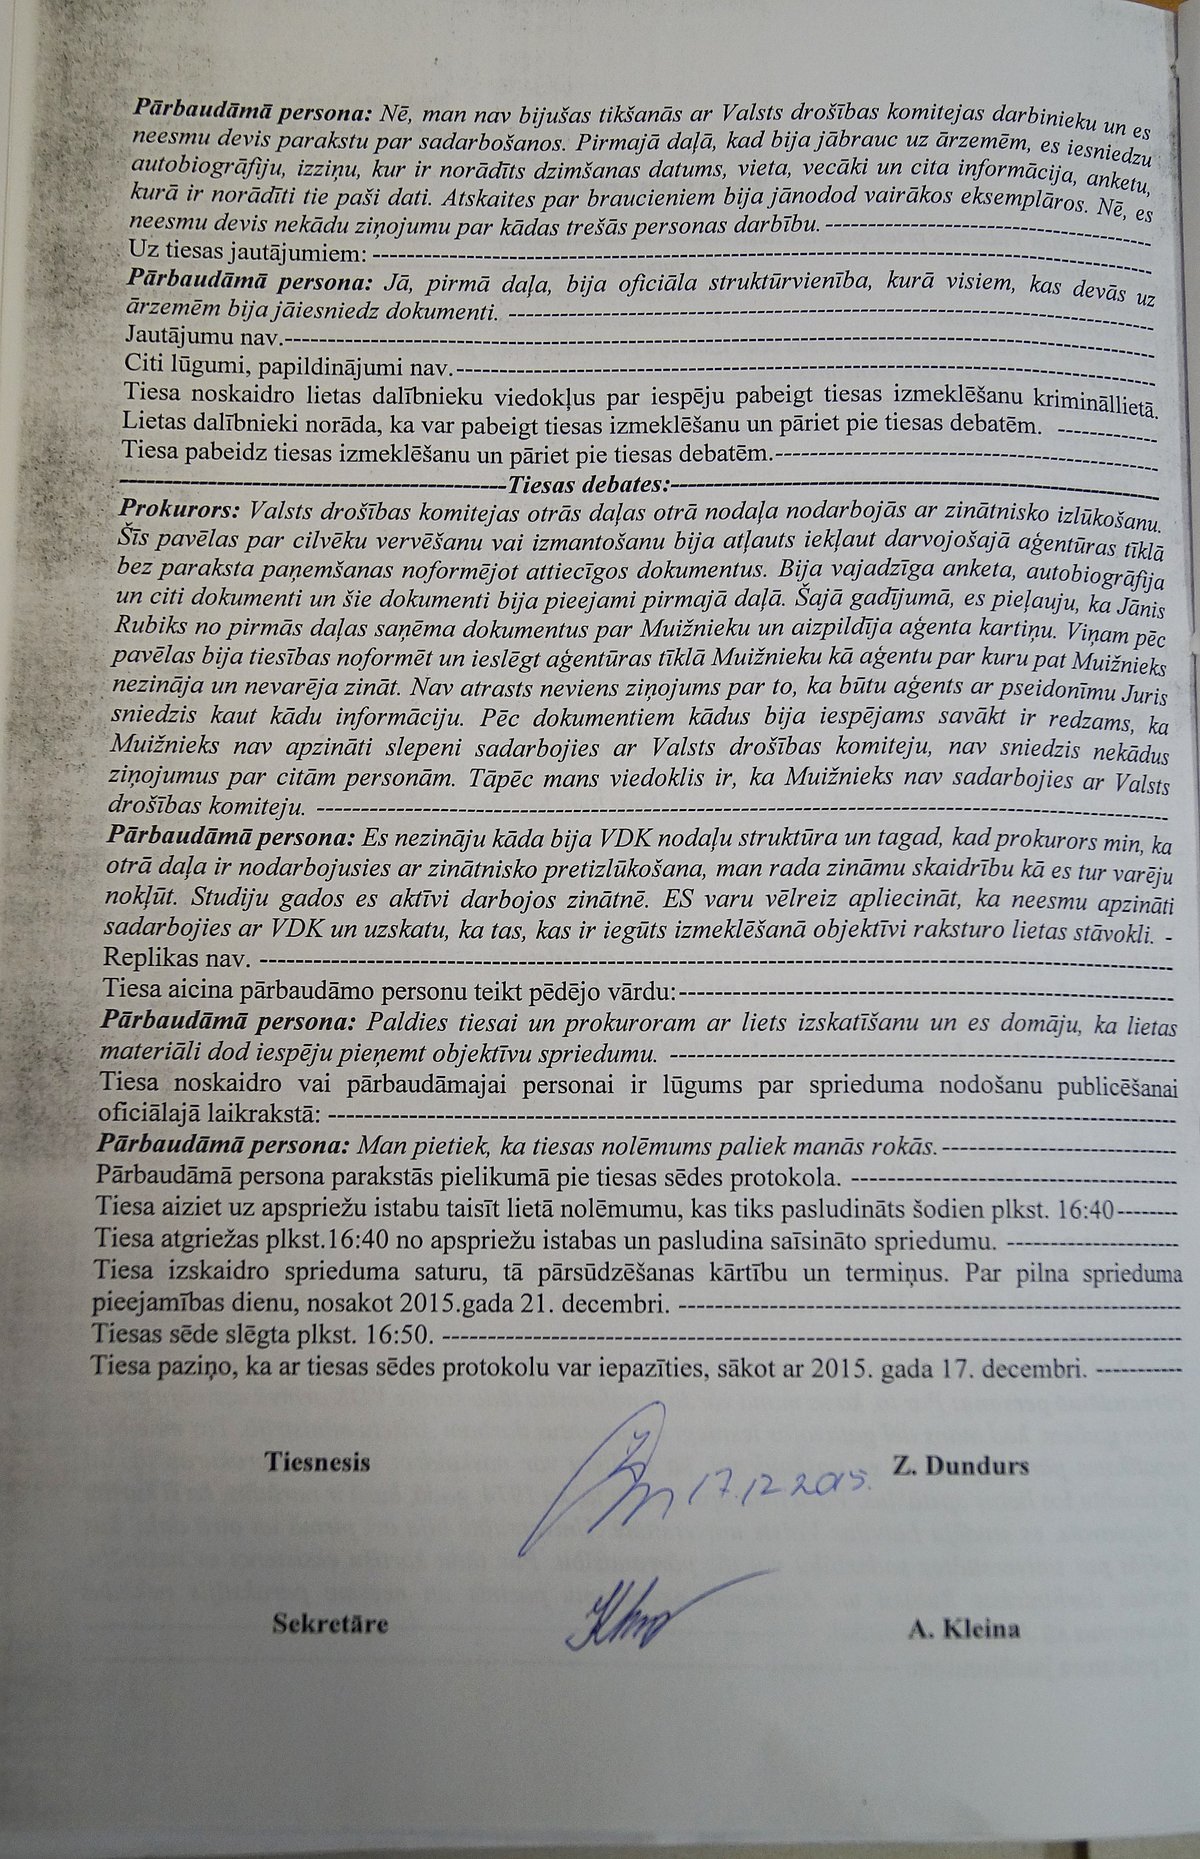 Pārbaudāmā persona: Nē, man nav bijušas tikšanās ar Valsts drošības komitejas darbinieku un es
neesmu devis parakstu par sadarbošanos. Pirmajā daļā, kad bija jābrauc uz ārzemēm, es iesniedzu
autobiogrāfiju, izziņu, kur ir norādīts dzimšanas datums, vieta, vecāki un cita informācija, anketu,
kurā ir norādīti tie paši dati. Atskaites par braucieniem bija jānodod vairākos eksemplāros. Nē, es
neesmu devis nekādu ziņojumu par kādas trešās personas darbību. ------------------------------
Uz tiesas jautājumiem: ------------------------------
Pārbaudāmā persona: Jā, pirmā daļa, bija oficiāla struktūrvienība, kurā visiem, kas devās uz
ārzemēm bija jāiesniedz dokumenti. ------------------------------
Jautājumu nav.------------------------------
Citi lūgumi, papildinājumi nav.------------------------------
Tiesa noskaidro lietas dalībnieku viedokļus par iespēju pabeigt tiesas izmeklēšanu krimināllietā.
Lietas dalībnieki norāda, ka var pabeigt tiesas izmeklēšanu un pāriet pie tiesas debatēm. ------------
Tiesa pabeidz tiesas izmeklēšanu un pāriet pie tiesas debatēm.------------------------------
------------------------------Tiesas debates:------------------------------
Prokurors: Valsts drošības komitejas otrās daļas otrā nodaļa nodarbojās ar zinātnisko izlūkošanu.
Šīs pavēlas par cilvēku vervēšanu vai izmantošanu bija atļauts iekļaut darvojošajā aģentūras tīklā
bez paraksta paņemšanas noformējot attiecīgos dokumentus. Bija vajadzīga anketa, autobiogrāfija
un citi dokumenti un šie dokumenti bija pieejami pirmajā daļā. Šajā gadījumā, es pieļauju, ka Jānis
Rubiks no pirmās daļas saņēma dokumentus par Muižnieku un aizpildīja aģenta kartiņu. Viņam pēc
pavēlas bija tiesības noformēt un ieslēgt aģentūras tīklā Muižnieku kā aģentu par kuru pat Muižnieks
nezināja un nevarēja zināt. Nav atrasts neviens ziņojums par to, ka būtu aģents ar pseidonīmu Juris
sniedzis kaut kādu informāciju. Pēc dokumentiem kādus bija iespējams savākt ir redzams, ka
Muižnieks nav apzināti slepeni sadarbojies ar Valsts drošības komiteju, nav sniedzis nekādus
ziņojumus par citām personām. Tāpēc mans viedoklis ir, ka Muižnieks nav sadarbojies ar Valsts
drošības komiteju. ------------------------------
Pārbaudāmā persona: Es nezināju kāda bija VDK nodaļu struktūra un tagad, kad prokurors min, ka
otrā daļa ir nodarbojusies ar zinātnisko pretizlūkošana, man rada zināmu skaidrību kā es tur varēju
nokļūt. Studiju gados es aktīvi darbojos zinātnē. ES varu vēlreiz apliecināt, ka neesmu apzināti
sadarbojies ar VDK un uzskatu, ka tas, kas ir iegūts izmeklēšanā objektīvi raksturo lietas stāvokli. -
Replikas nav. ------------------------------
Tiesa aicina pārbaudāmo personu teikt pēdējo vārdu:------------------------------
Pārbaudāmā persona: Paldies tiesai un prokuroram ar liets izskatīšanu un es domāju, ka lietas
materiāli dod iespēju pieņemt objektīvu spriedumu. ------------------------------
Tiesa noskaidro vai pārbaudāmajai personai ir lūgums par sprieduma nodošanu publicēšanai
oficiālajā laikrakstā: ------------------------------
Pārbaudāmā persona: Man pietiek, ka tiesas nolēmums paliek manās rokās.------------------------------
Pārbaudāmā persona parakstās pielikumā pie tiesas sēdes protokola. ------------------------------
Tiesa aiziet uz apspriežu istabu taisīt lietā nolēmumu, kas tiks pasludināts šodien plkst. 16:40--------
Tiesa atgriežas plkst.16:40 no apspriežu istabas un pasludina saīsināto spriedumu. --------------------
Tiesa izskaidro sprieduma saturu, tā pārsūdzēšanas kārtību un termiņus. Par pilna sprieduma
pieejamības dienu, nosakot 2015.gada 21. decembri. ------------------------------
Tiesas sēde slēgta plkst. 16:50. ------------------------------
Tiesa paziņo, ka ar tiesas sēdes protokolu var iepazīties, sākot ar 2015. gada 17. decembri. -----------
Tiesnesis 17.12.2015. Z. Dundurs
Sekretāre A. Kleina